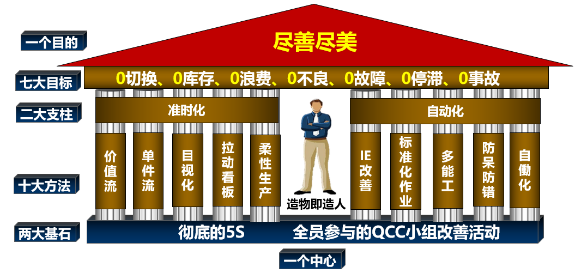 一个目的
尽善尽美
七大目标
0切换、0库存、0浪费、0不良、0故障、0停滞、0事故
二大支柱
准时化
自动化
十大方法
价值流
单件流
目视化
拉动看板
柔性生产
造物即造人
IE改善
标准化作业
多能工
防呆防错
自働化
两大基石
彻底的5S
全员参与的QCC小组改善活动
一个中心